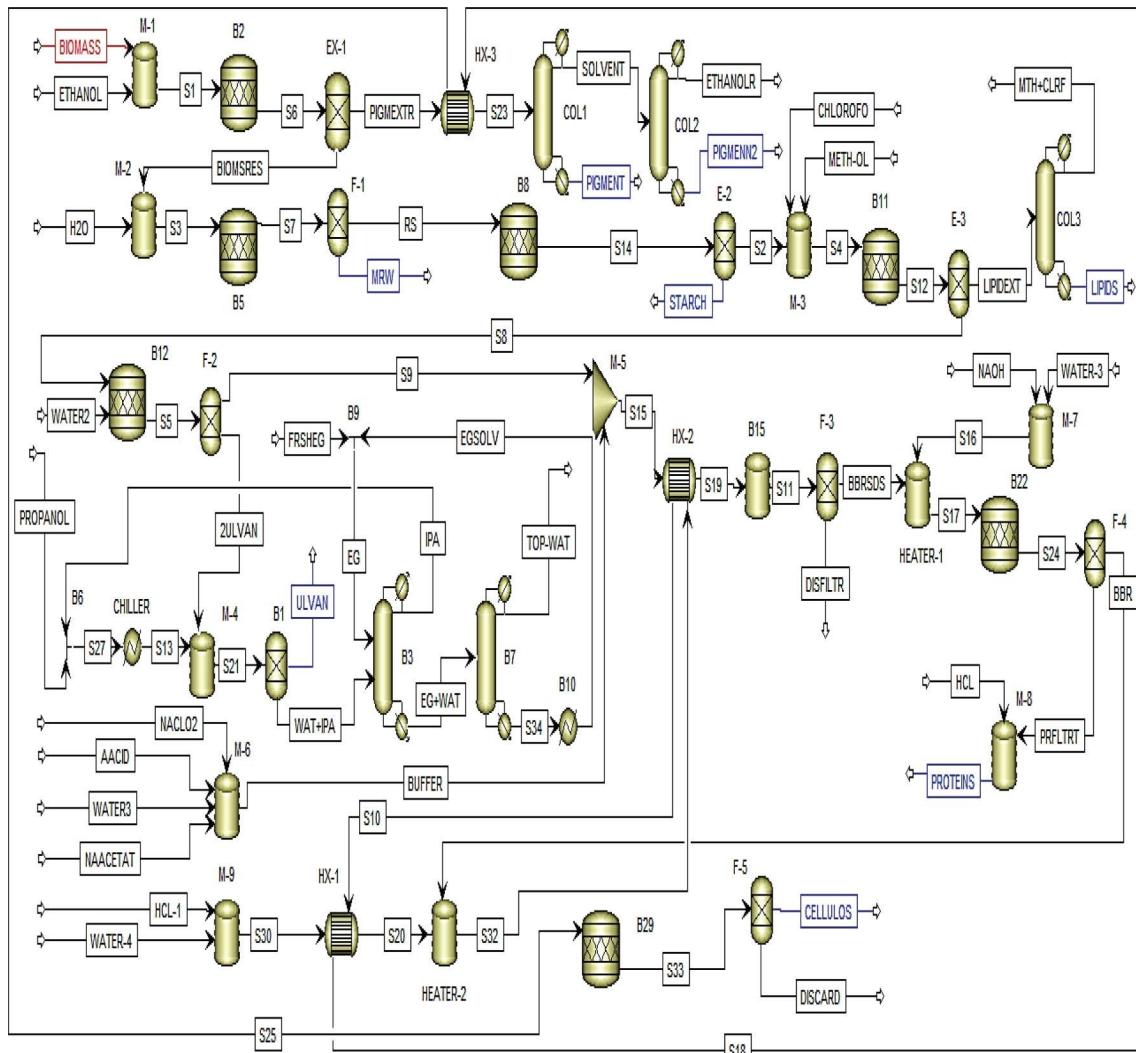 M-1
B2
EX-1
HX-3
BIOMASS
ETHANOL
S1
S6
PIGMEXTR
S23
SOLVENT
COL1
COL2
ETHANOLR
PIGMENT
PIGMENN2
CHLOROFO
METH-OL
MTH+CLRF
BIOMSRES
M-2
F-1
B8
E-2
B11
E-3
COL3
H2O
S3
S7
RS
S14
S2
S4
S12
LIPIDEXT
B5
MRW
STARCH
M-3
LIPIDS
S8
B12
F-2
S9
M-5
WATER2
S5
B9
FRSHEG
EGSOLV
S15
HX-2
B15
F-3
NAOH
WATER-3
M-7
S16
PROPANOL
2ULVAN
EG
IPA
TOP-WAT
S19
S11
BBRSDS
S17
B22
HEATER-1
S24
F-4
BBR
DISFILTR
B6
CHILLER
M-4
B1
ULVAN
S27
S13
S21
B3
B7
B10
EG+WAT
S34
WAT+IPA
HCL
M-8
PRFLTRT
PROTEINS
NACLO2
M-6
AACID
WATER3
NAACETAT
BUFFER
S10
M-9
HX-1
HCL-1
WATER-4
S30
S20
S32
HEATER-2
B29
F-5
CELLULOS
S33
DISCARD
S25
S18